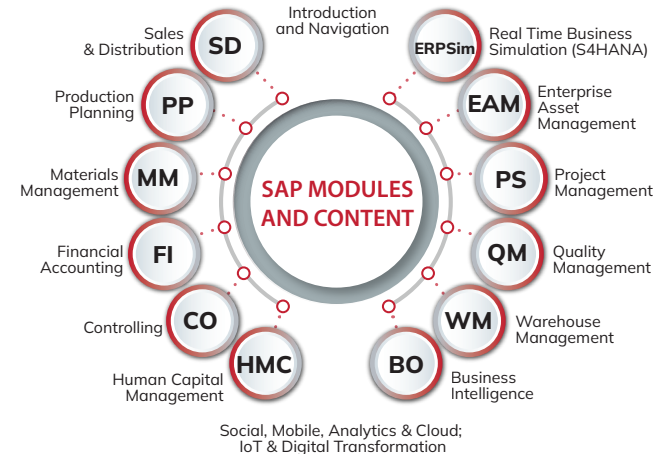 Introduction
and Navigation
Sales
& Distribution
SD
Production
Planning
PP
Materials
Management
MM
Financial
Accounting
FI
Controlling
CO
Human Capital
Management
HMC
SAP MODULES
AND CONTENT
ERPSim
Real Time Business
Simulation (S4HANA)
EAM
Enterprise
Asset
Management
PS
Project
Management
QM
Quality
Management
WM
Warehouse
Management
BO
Business
Intelligence
Social, Mobile, Analytics & Cloud;
IoT & Digital Transformation